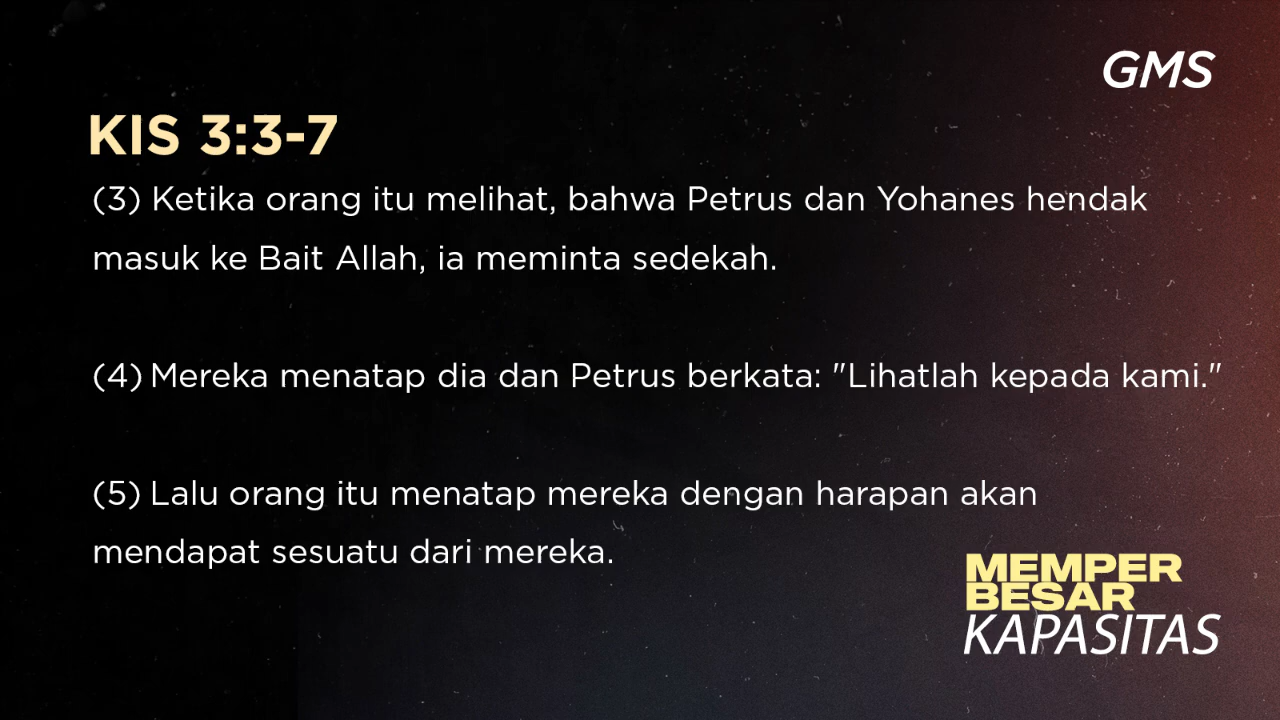 GMS
KIS 3:3-7
(3) Ketika orang itu melihat, bahwa Petrus dan Yohanes hendak
masuk ke Bait Allah, ia meminta sedekah.
(4) Mereka menatap dia dan Petrus berkata: "Lihatlah kepada kami."
(5) Lalu orang itu menatap mereka dengan harapan akan
mendapat sesuatu dari mereka.
MEMPER
BESAR
KAPASITAS